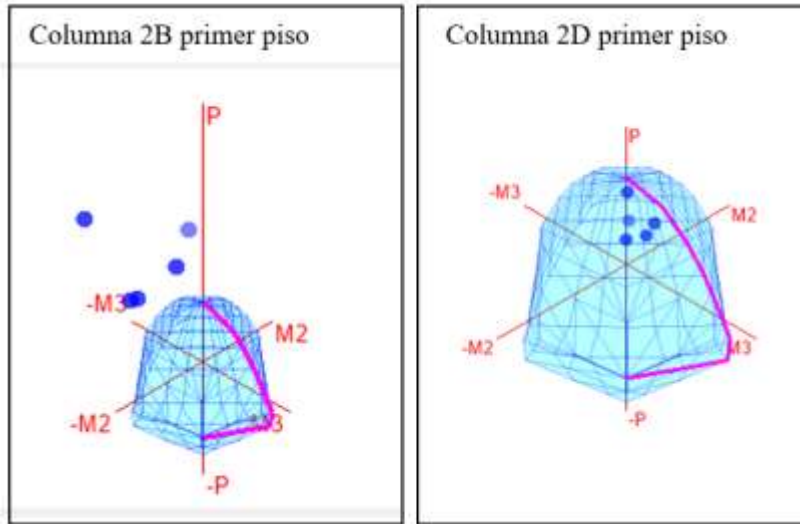 Columna 2B primer piso
P
-M3
M2
-M2
M3
-P
Columna 2D primer piso
P
-M3
M2
-M2
M3
-P